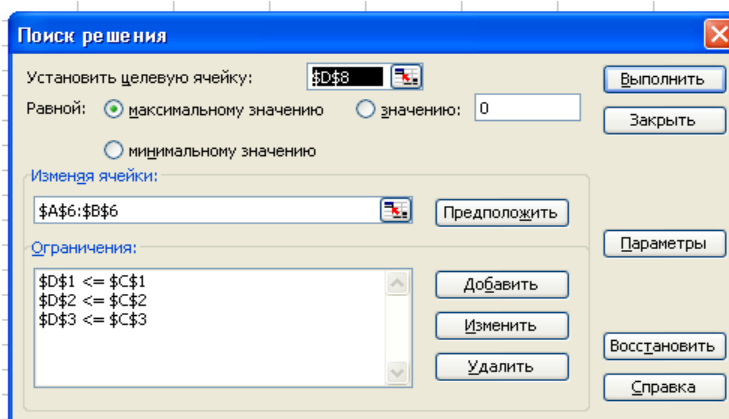 Поиск решения
Установить целевую ячейку: $D$8
Выполнить
Равной: максимальному значению значению: 0
Закрыть
минимальному значению
Изменяя ячейки:
$A$6:$B$6
Предположить
Ограничения:
Параметры
$D$1 <= $C$1
$D$2 <= $C$2
$D$3 <= $C$3
Добавить
Изменить
Удалить
Восстановить
Справка